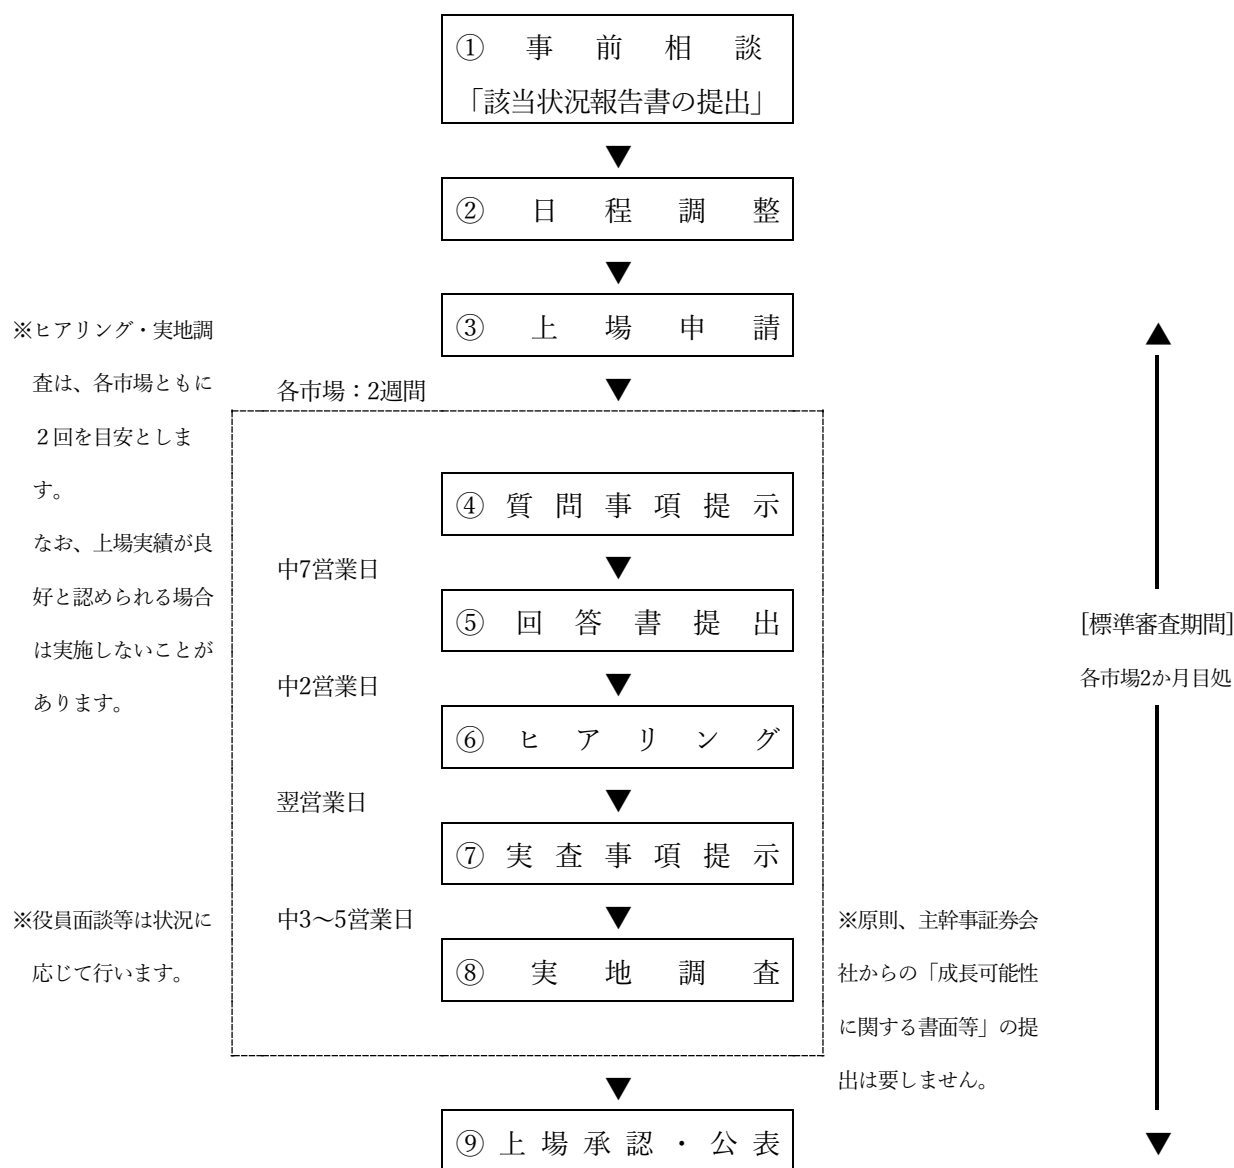 ① 事前相談
「該当状況報告書の提出」
▼
② 日程調整
▼
③ 上場申請
※ヒアリング・実地調
査は、各市場ともに
２回を目安としま
す。
なお、上場実績が良
好と認められる場合
は実施しないことが
あります。
各市場：2週間
▼
④ 質問事項提示
中7営業日
▼
⑤ 回答書提出
中2営業日
▼
⑥ ヒアリング
翌営業日
▼
⑦ 実査事項提示
※役員面談等は状況に
応じて行います。
中3～5営業日
▼
⑧ 実地調査
※原則、主幹事証券会
社からの「成長可能性
に関する書面等」の提
出は要しません。
▼
⑨ 上場承認・公表
▲
[標準審査期間]
各市場2か月目処
▼